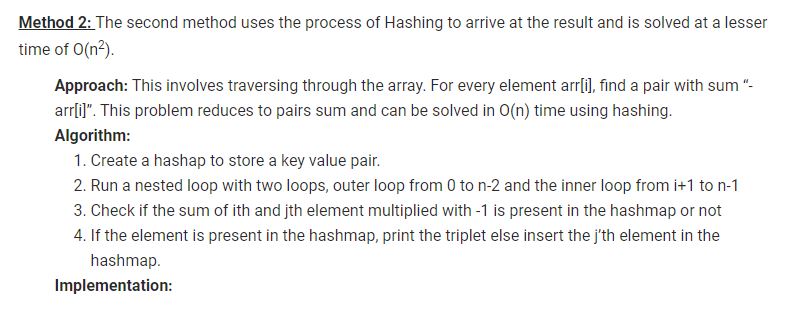 Method 2: The second method uses the process of Hashing to arrive at the result and is solved at a lesser
time of O(n²).
Approach: This involves traversing through the array. For every element arr[i], find a pair with sum “-
arr[i]”. This problem reduces to pairs sum and can be solved in O(n) time using hashing.
Algorithm:
1. Create a hashap to store a key value pair.
2. Run a nested loop with two loops, outer loop from 0 to n-2 and the inner loop from i+1 to n-1
3. Check if the sum of ith and jth element multiplied with -1 is present in the hashmap or not
4. If the element is present in the hashmap, print the triplet else insert the j’th element in the
hashmap.
Implementation: